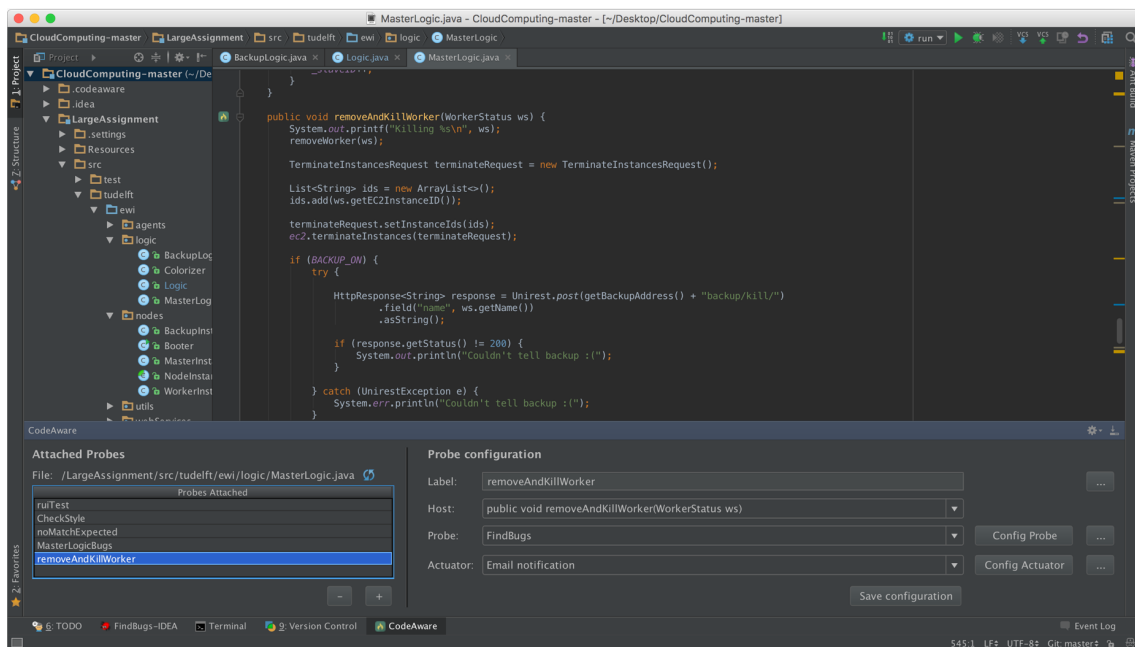 MasterLogic.java - CloudComputing-master - [~/Desktop/CloudComputing-master]
CloudComputing-master LargeAssignment src tudelft ewi logic MasterLogic run VCS VCS
Project BackupLogic.java × Logic.java × MasterLogic.java ×
1: Project
Z: Structure
2: Favorites
CloudComputing-master (~/De
.codeaware
.idea
LargeAssignment
.settings
Resources
src
test
tudelft
ewi
agents
logic
BackupLog
Colorizer
Logic
MasterLog
nodes
BackupInst
Booter
MasterInst
NodeInstan
WorkerInst
utils
}
}
public void removeAndKillWorker(WorkerStatus ws) {
System.out.printf("Killing %s\n", ws);
removeWorker(ws);
TerminateInstancesRequest terminateRequest = new TerminateInstancesRequest();
List<String> ids = new ArrayList<>();
ids.add(ws.getEC2InstanceID());
terminateRequest.setInstanceIds(ids);
ec2.terminateInstances(terminateRequest);
if (BACKUP_ON) {
try {
HttpResponse<String> response = Unirest.post(getBackupAddress() + "backup/kill/")
.field("name", ws.getName())
.asString();
if (response.getStatus() != 200) {
System.out.println("Couldn't tell backup :(");
}
} catch (UnirestException e) {
System.err.println("Couldn't tell backup :(");
}
Ant Build
Maven Projects
CodeAware
Attached Probes
File: /LargeAssignment/src/tudelft/ewi/logic/MasterLogic.java
Probes Attached
ruiTest
CheckStyle
noMatchExpected
MasterLogicBugs
removeAndKillWorker
- +
Probe configuration
Label: removeAndKillWorker ...
Host: public void removeAndKillWorker(WorkerStatus ws)
Probe: FindBugs Config Probe ...
Actuator: Email notification Config Actuator ...
Save configuration
6: TODO FindBugs-IDEA Terminal 9: Version Control CodeAware Event Log
545:1 LF÷ UTF-8÷ Git: master÷